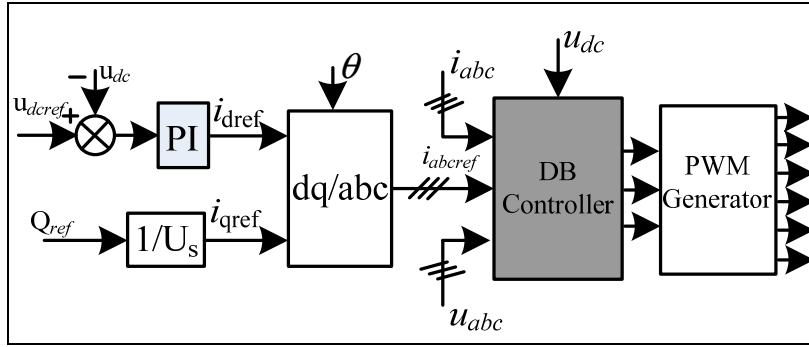 − u_dc
u_dcref +
PI
i_dref
θ
dq/abc
Q_ref
1/U_s
i_qref
i_abcref
i_abc
u_abc
u_dc
DB
Controller
PWM
Generator